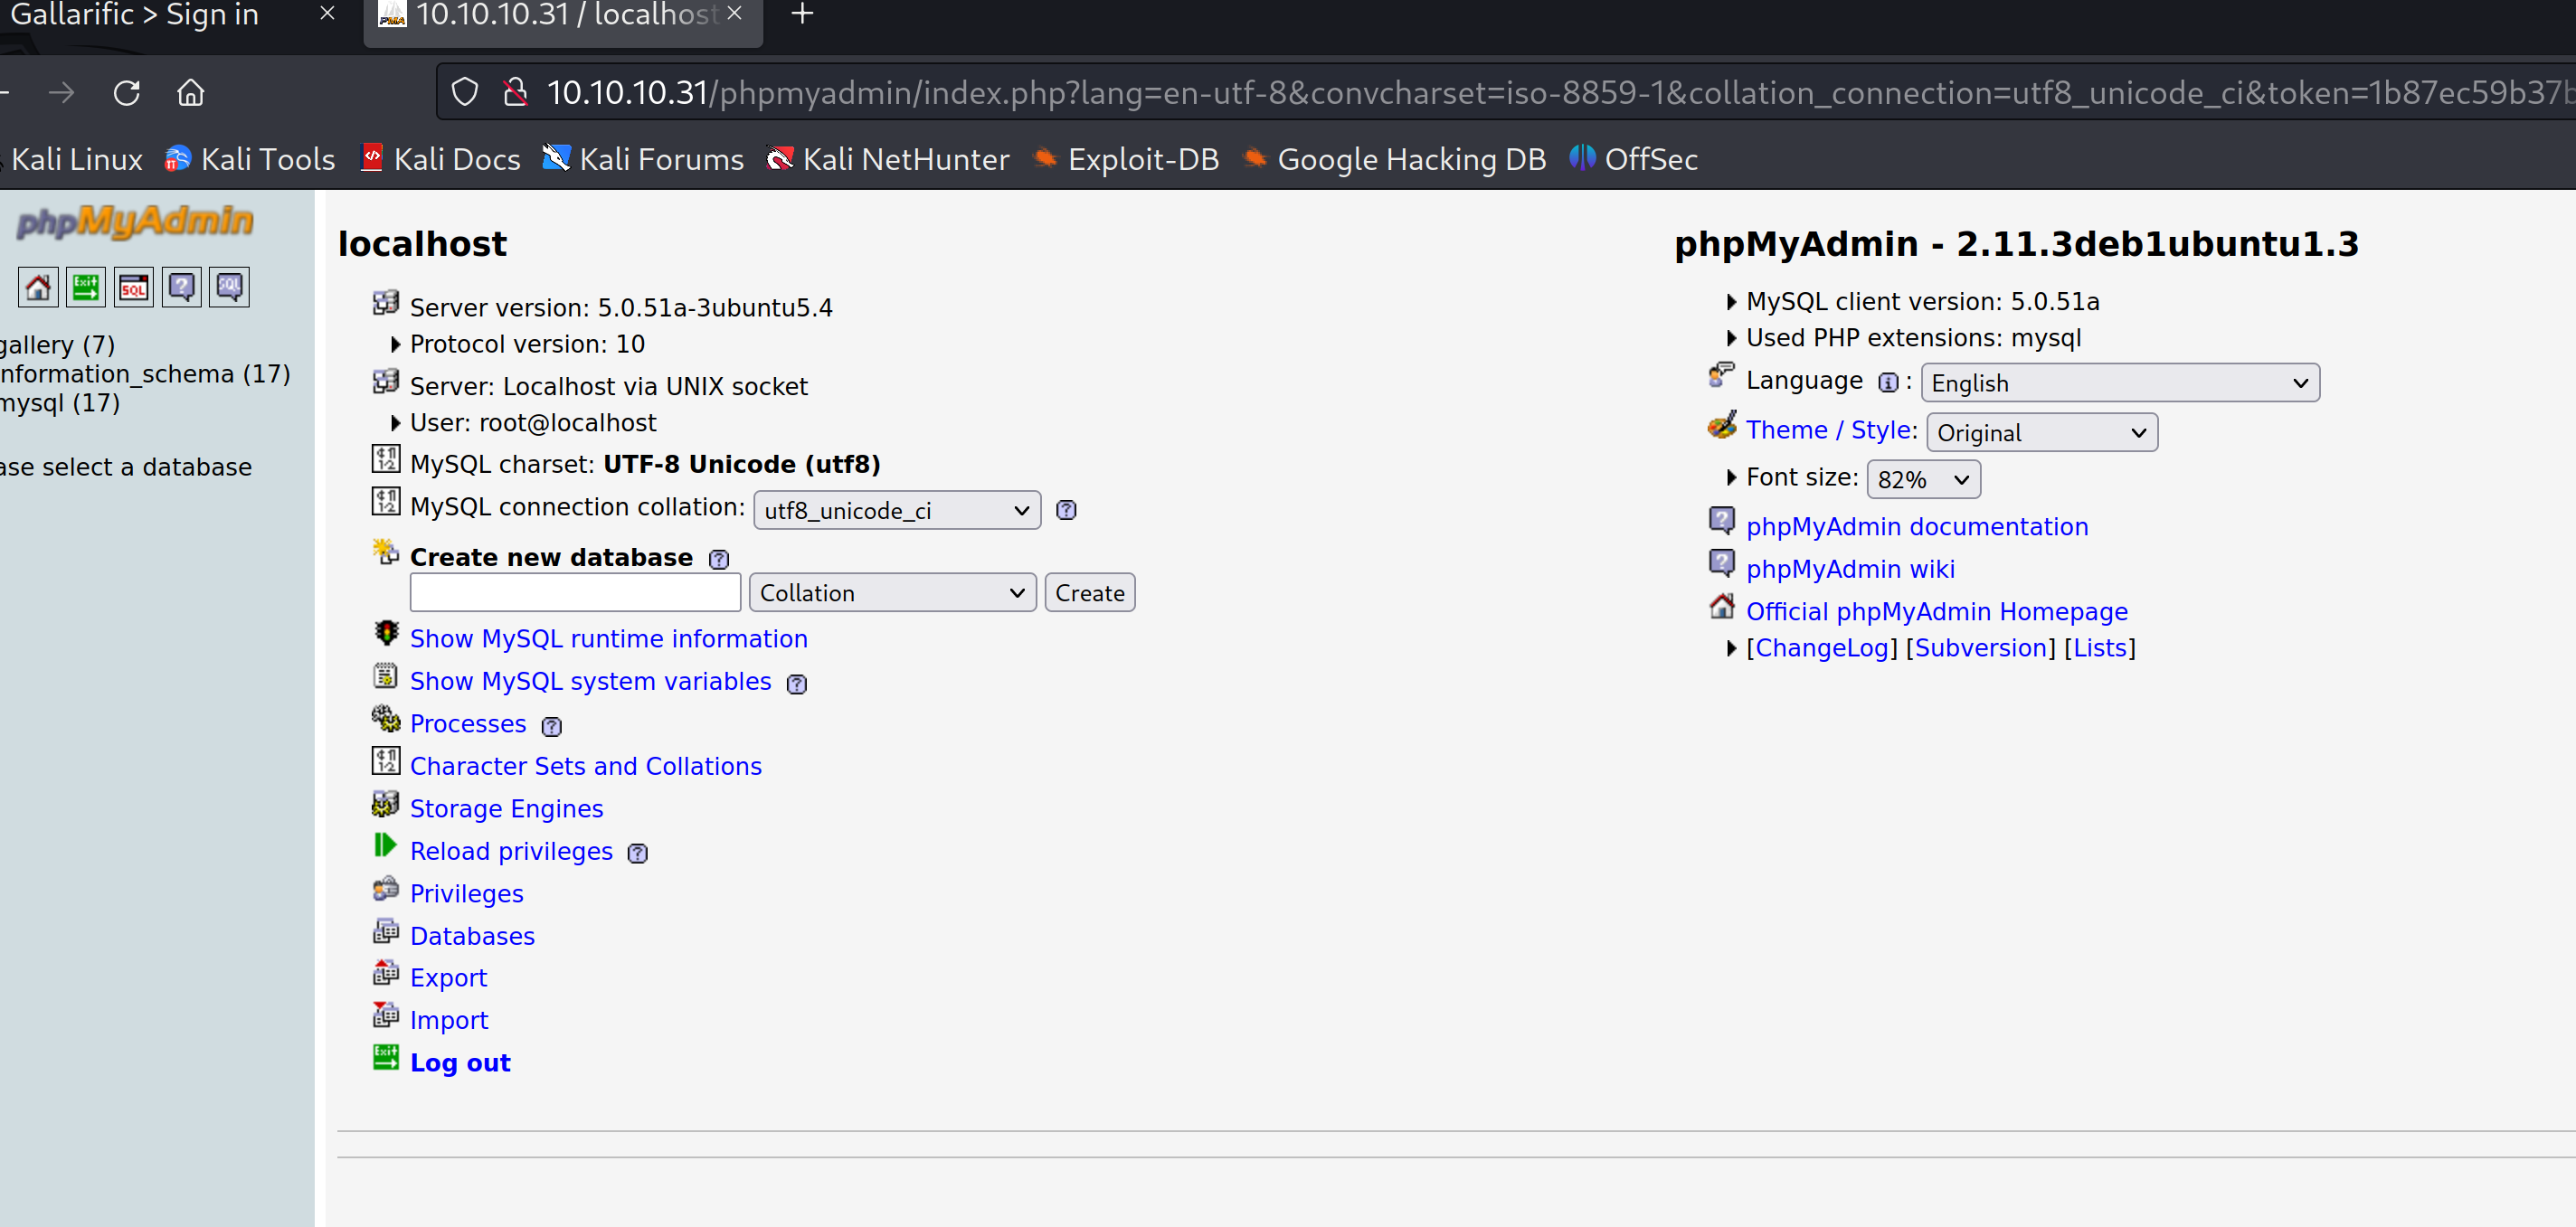 Gallarific > Sign in
10.10.10.31 / localhost
10.10.10.31/phpmyadmin/index.php?lang=en-utf-8&convcharset=iso-8859-1&collation_connection=utf8_unicode_ci&token=1b87ec59b37b
Kali Linux Kali Tools Kali Docs Kali Forums Kali NetHunter Exploit-DB Google Hacking DB OffSec
phpMyAdmin
gallery (7)
nformation_schema (17)
mysql (17)
ase select a database
localhost
Server version: 5.0.51a-3ubuntu5.4
Protocol version: 10
Server: Localhost via UNIX socket
User: root@localhost
MySQL charset: UTF-8 Unicode (utf8)
MySQL connection collation: utf8_unicode_ci
Create new database
Collation Create
Show MySQL runtime information
Show MySQL system variables
Processes
Character Sets and Collations
Storage Engines
Reload privileges
Privileges
Databases
Export
Import
Log out
phpMyAdmin - 2.11.3deb1ubuntu1.3
MySQL client version: 5.0.51a
Used PHP extensions: mysql
Language : English
Theme / Style: Original
Font size: 82%
phpMyAdmin documentation
phpMyAdmin wiki
Official phpMyAdmin Homepage
[ChangeLog] [Subversion] [Lists]